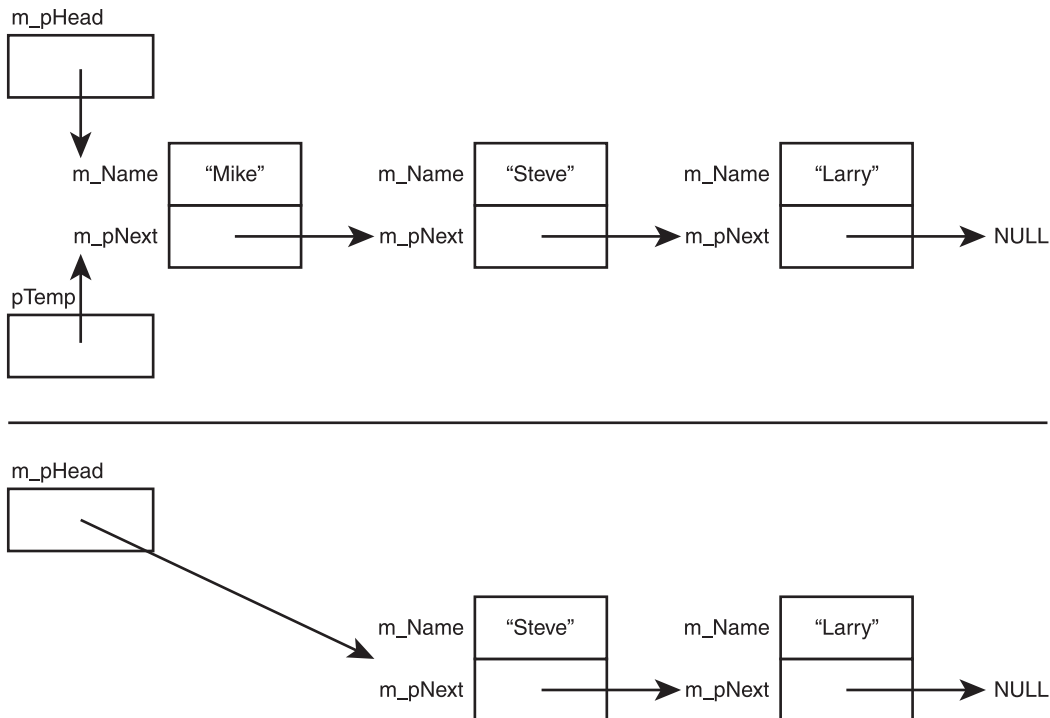 m_pHead
m_Name “Mike” m_Name “Steve” m_Name “Larry”
m_pNext m_pNext m_pNext NULL
pTemp
m_pHead
m_Name “Steve” m_Name “Larry”
m_pNext m_pNext NULL